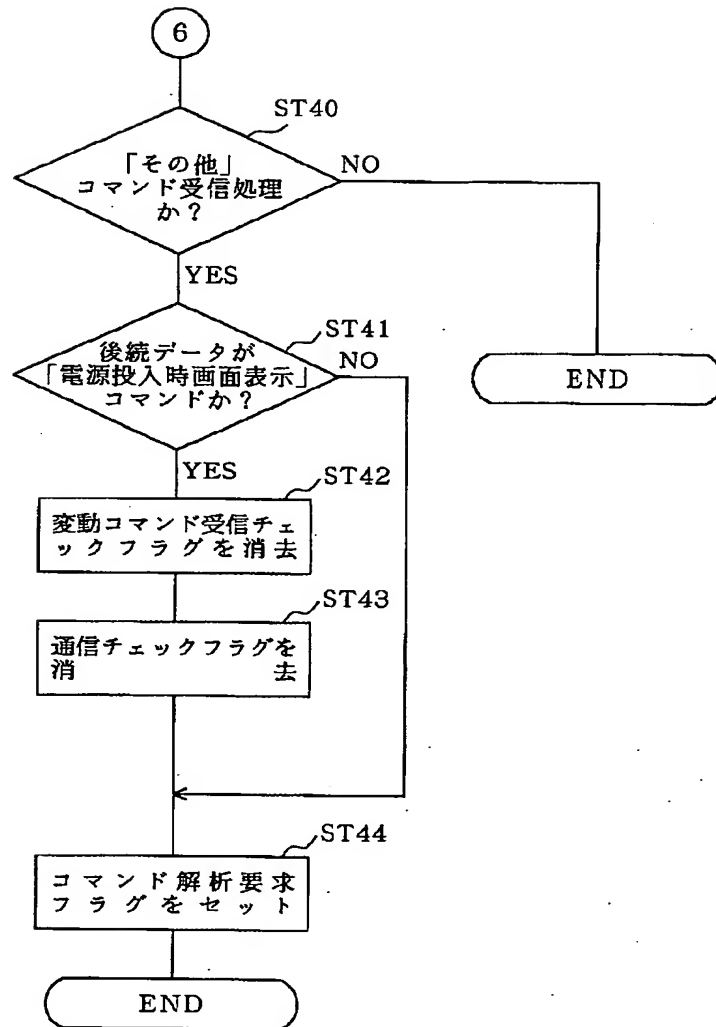 6
ST40
「その他」
コマンド受信処理
か?
NO
YES
ST41
後続データが
「電源投入時画面表示」
コマンドか?
NO
END
YES
ST42
変動コマンド受信チェ
ックフラグを消去
ST43
通信チェックフラグを
消去
ST44
コマンド解析要求
フラグをセット
END